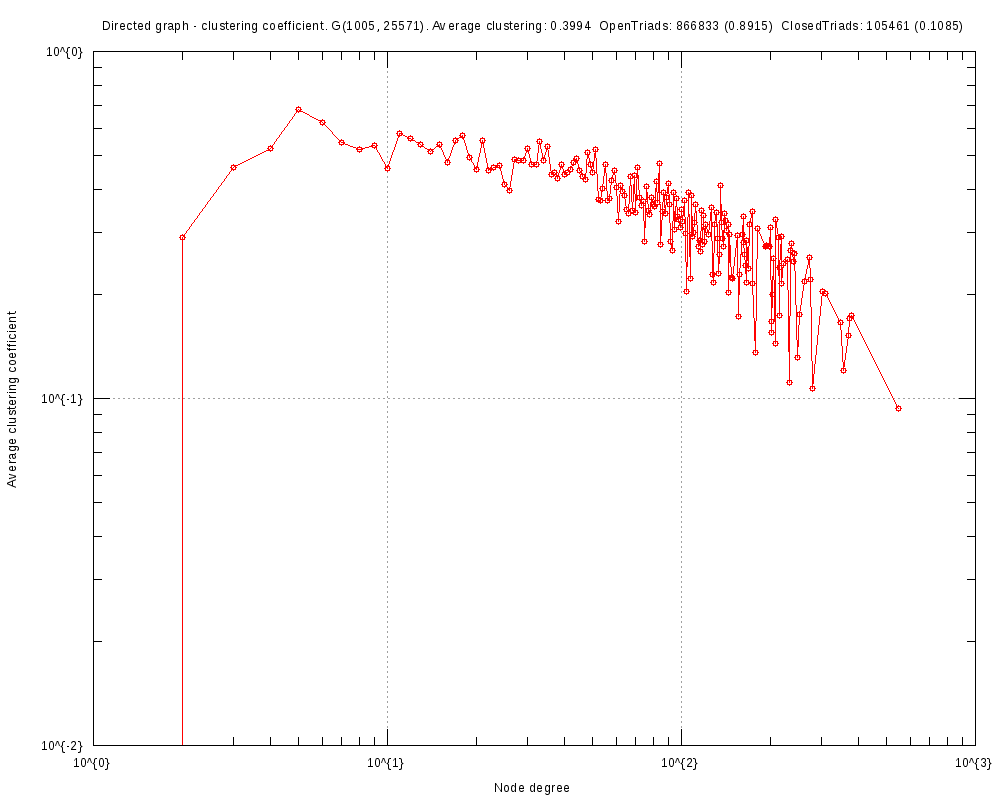 Directed graph - clustering coefficient. G(1005, 25571). Average clustering: 0.3994  OpenTriads: 866833 (0.8915)  ClosedTriads: 105461 (0.1085)
10^{0}
Average clustering coefficient
10^{-1}
10^{-2}
10^{0}
10^{1}
10^{2}
10^{3}
Node degree